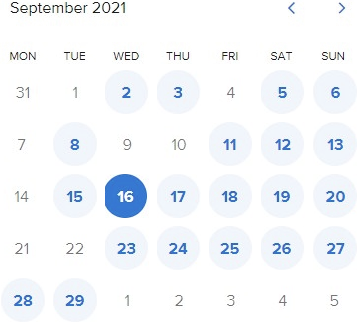 September 2021
MON TUE WED THU FRI SAT SUN
31 1 2 3 4 5 6
7 8 9 10 11 12 13
14 15 16 17 18 19 20
21 22 23 24 25 26 27
28 29 1 2 3 4 5